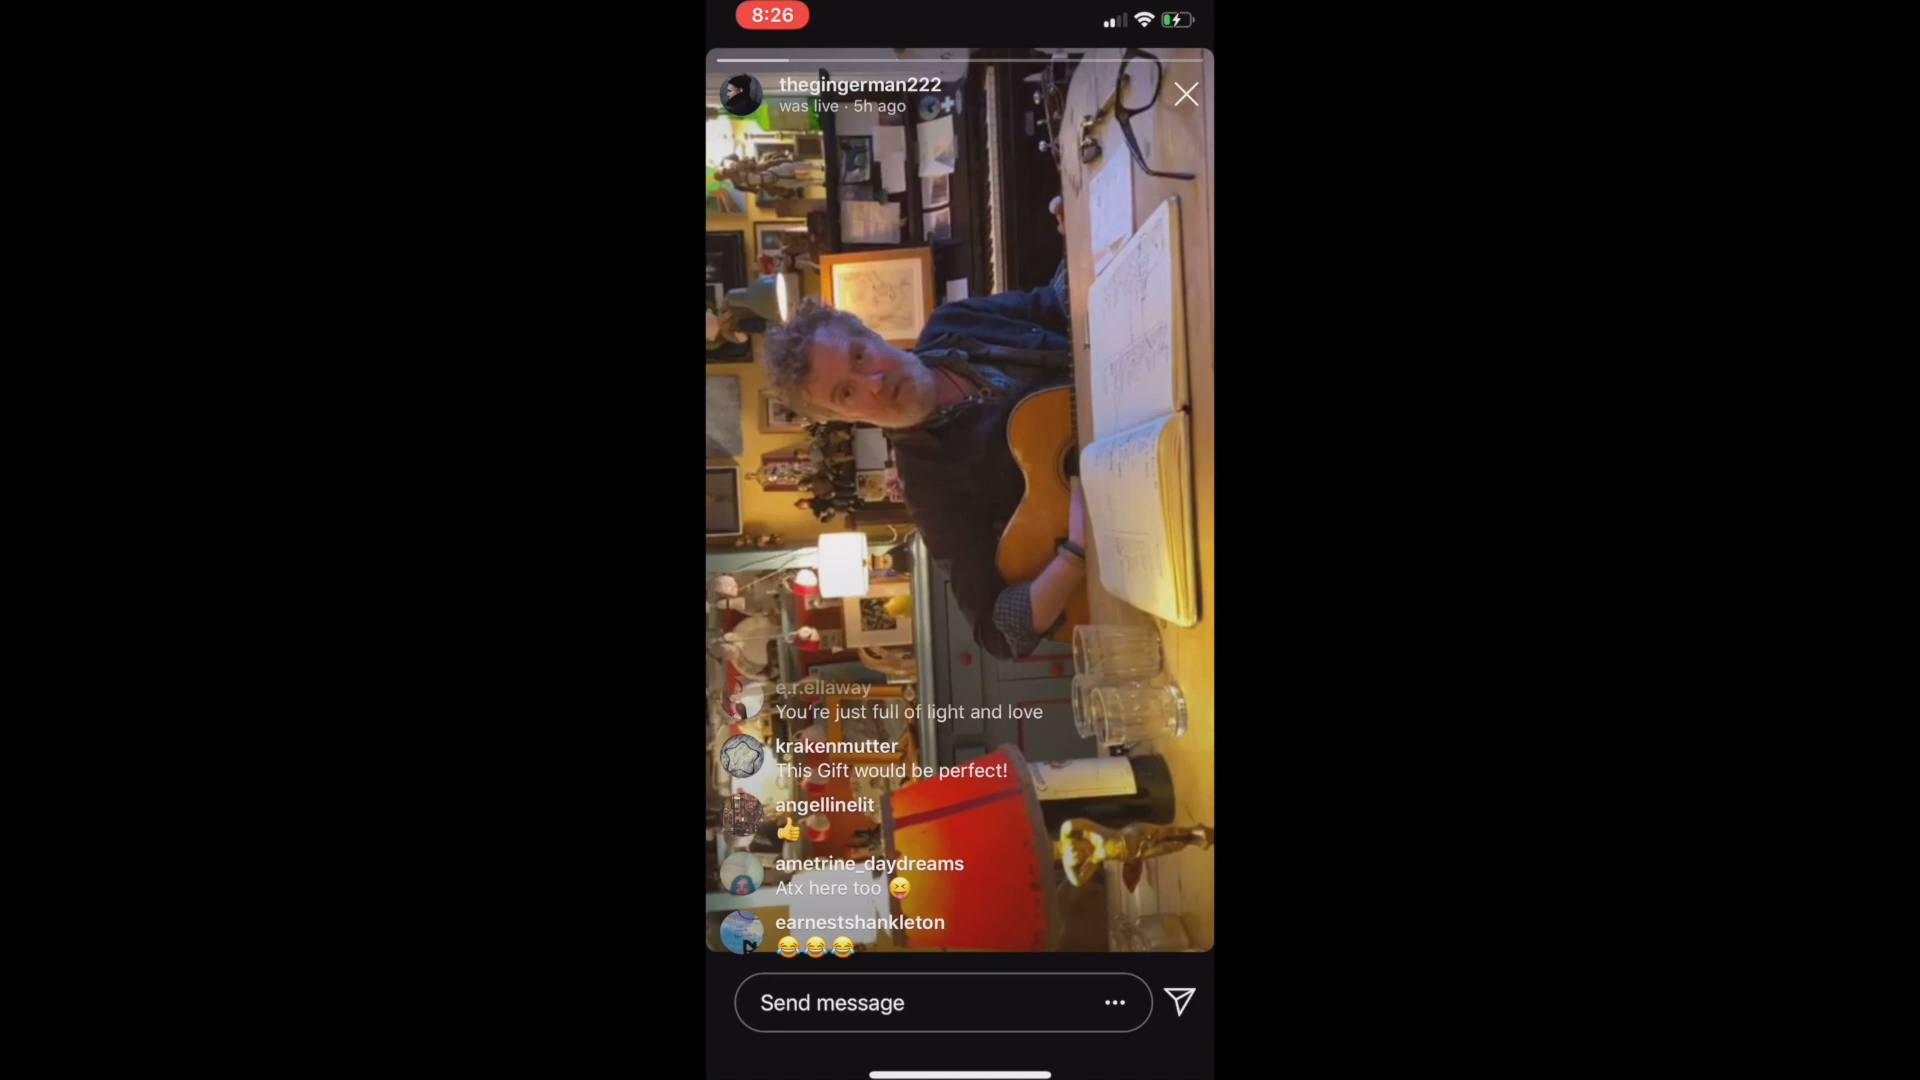 8:26
thegingerman222
was live · 5h ago
e.r.ellaway
You're just full of light and love
krakenmutter
This Gift would be perfect!
angellinelit
👍
ametrine_daydreams
Atx here too 😝
earnestshankleton
😂😂😂
Send message